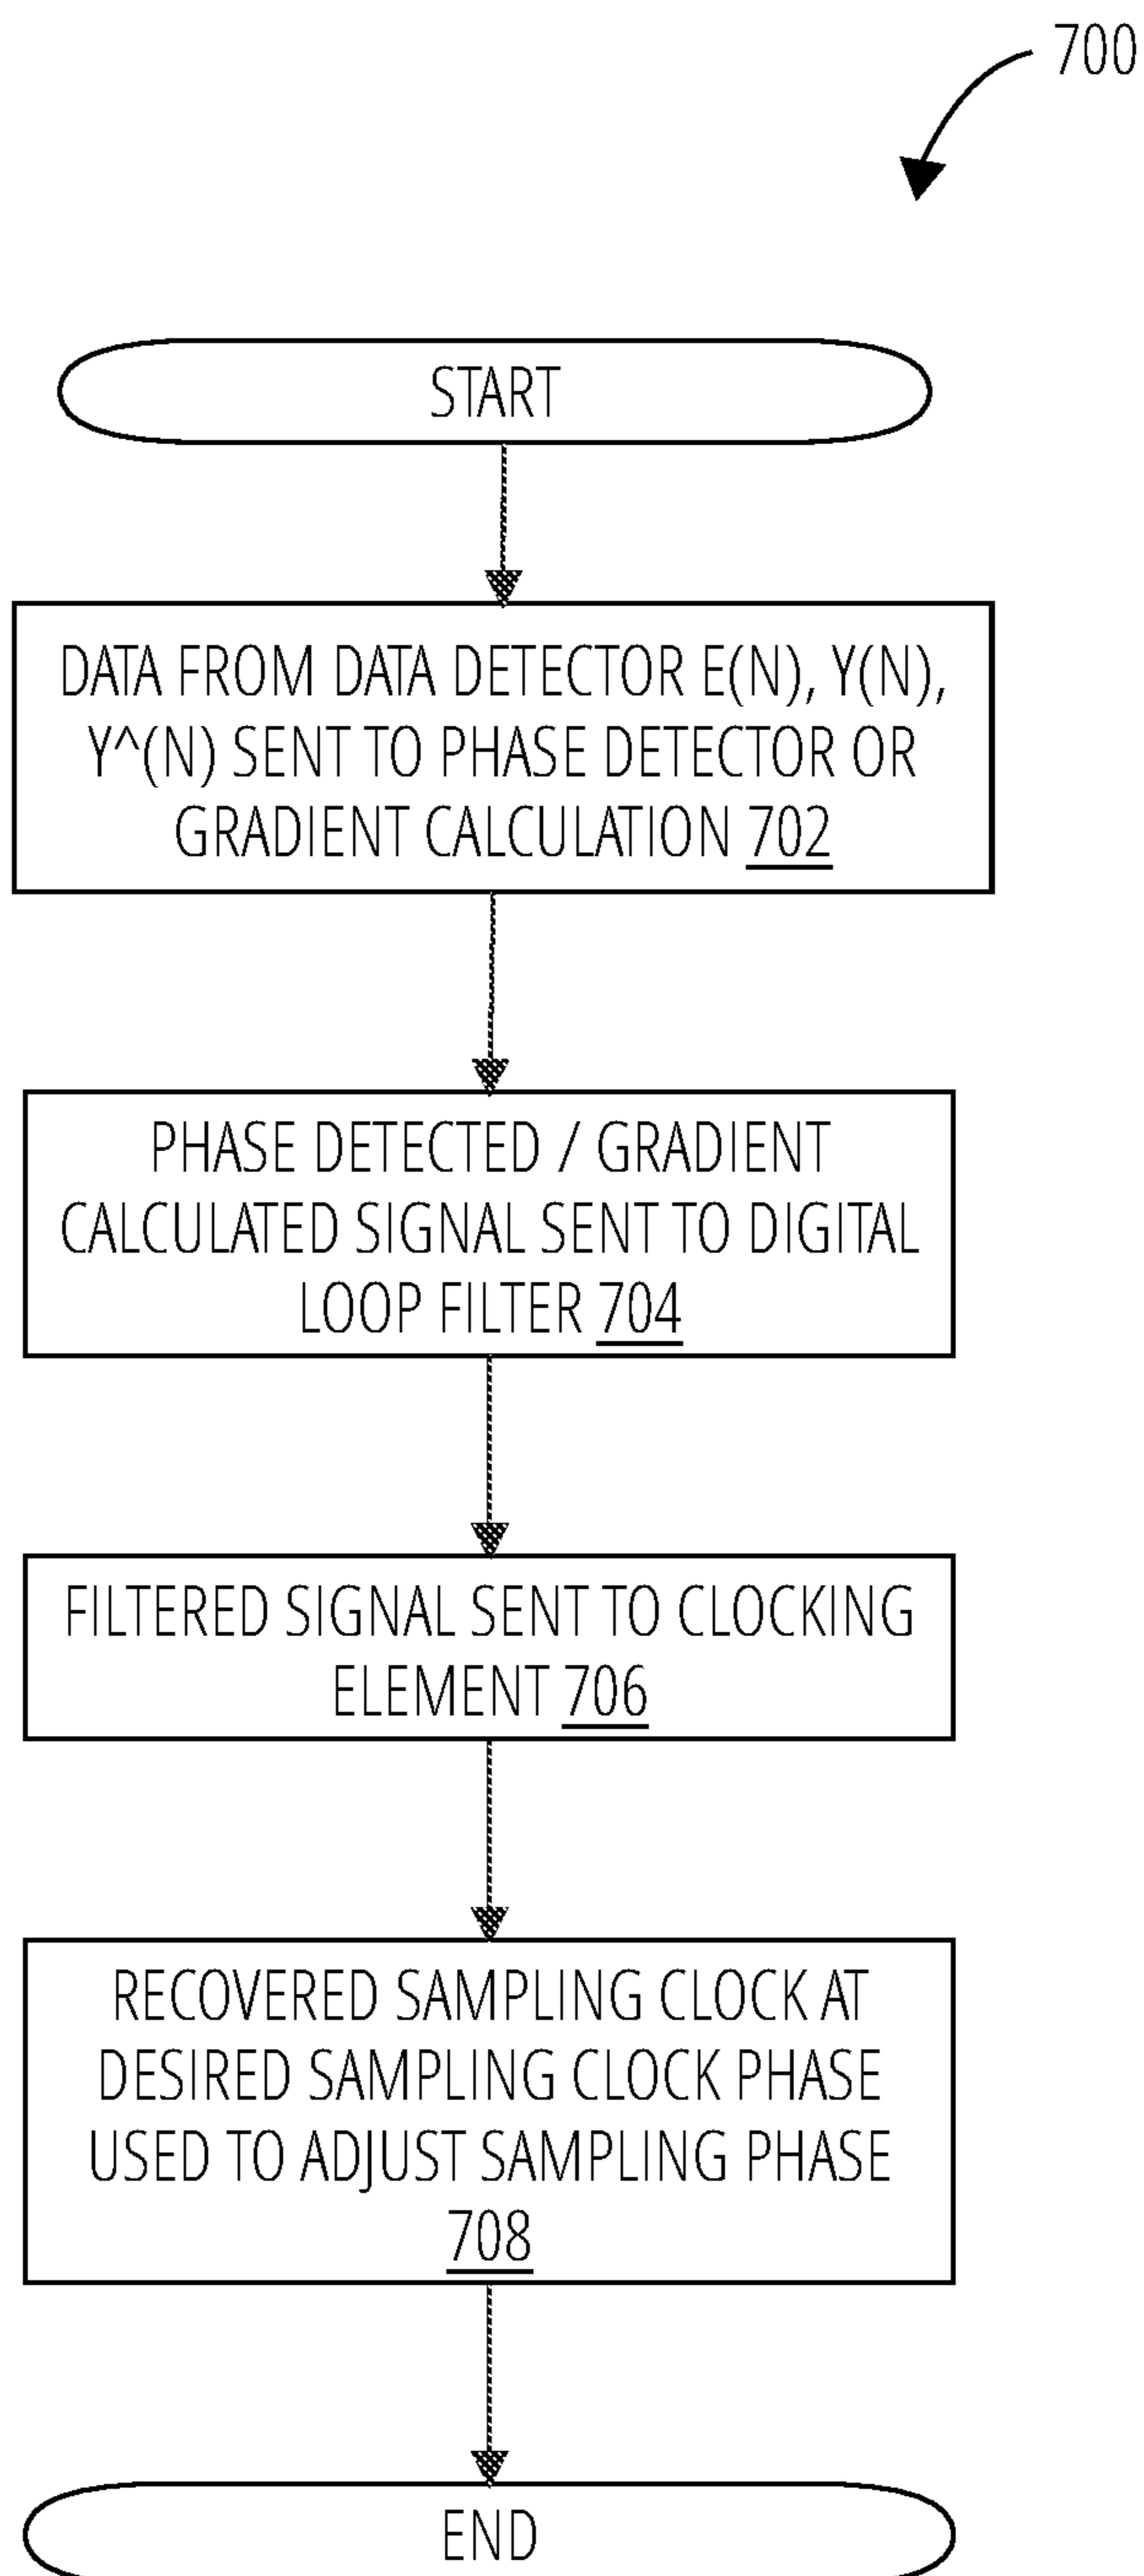 700
START
DATA FROM DATA DETECTOR E(N), Y(N),
Y^(N) SENT TO PHASE DETECTOR OR
GRADIENT CALCULATION 702
PHASE DETECTED / GRADIENT
CALCULATED SIGNAL SENT TO DIGITAL
LOOP FILTER 704
FILTERED SIGNAL SENT TO CLOCKING
ELEMENT 706
RECOVERED SAMPLING CLOCK AT
DESIRED SAMPLING CLOCK PHASE
USED TO ADJUST SAMPLING PHASE
708
END